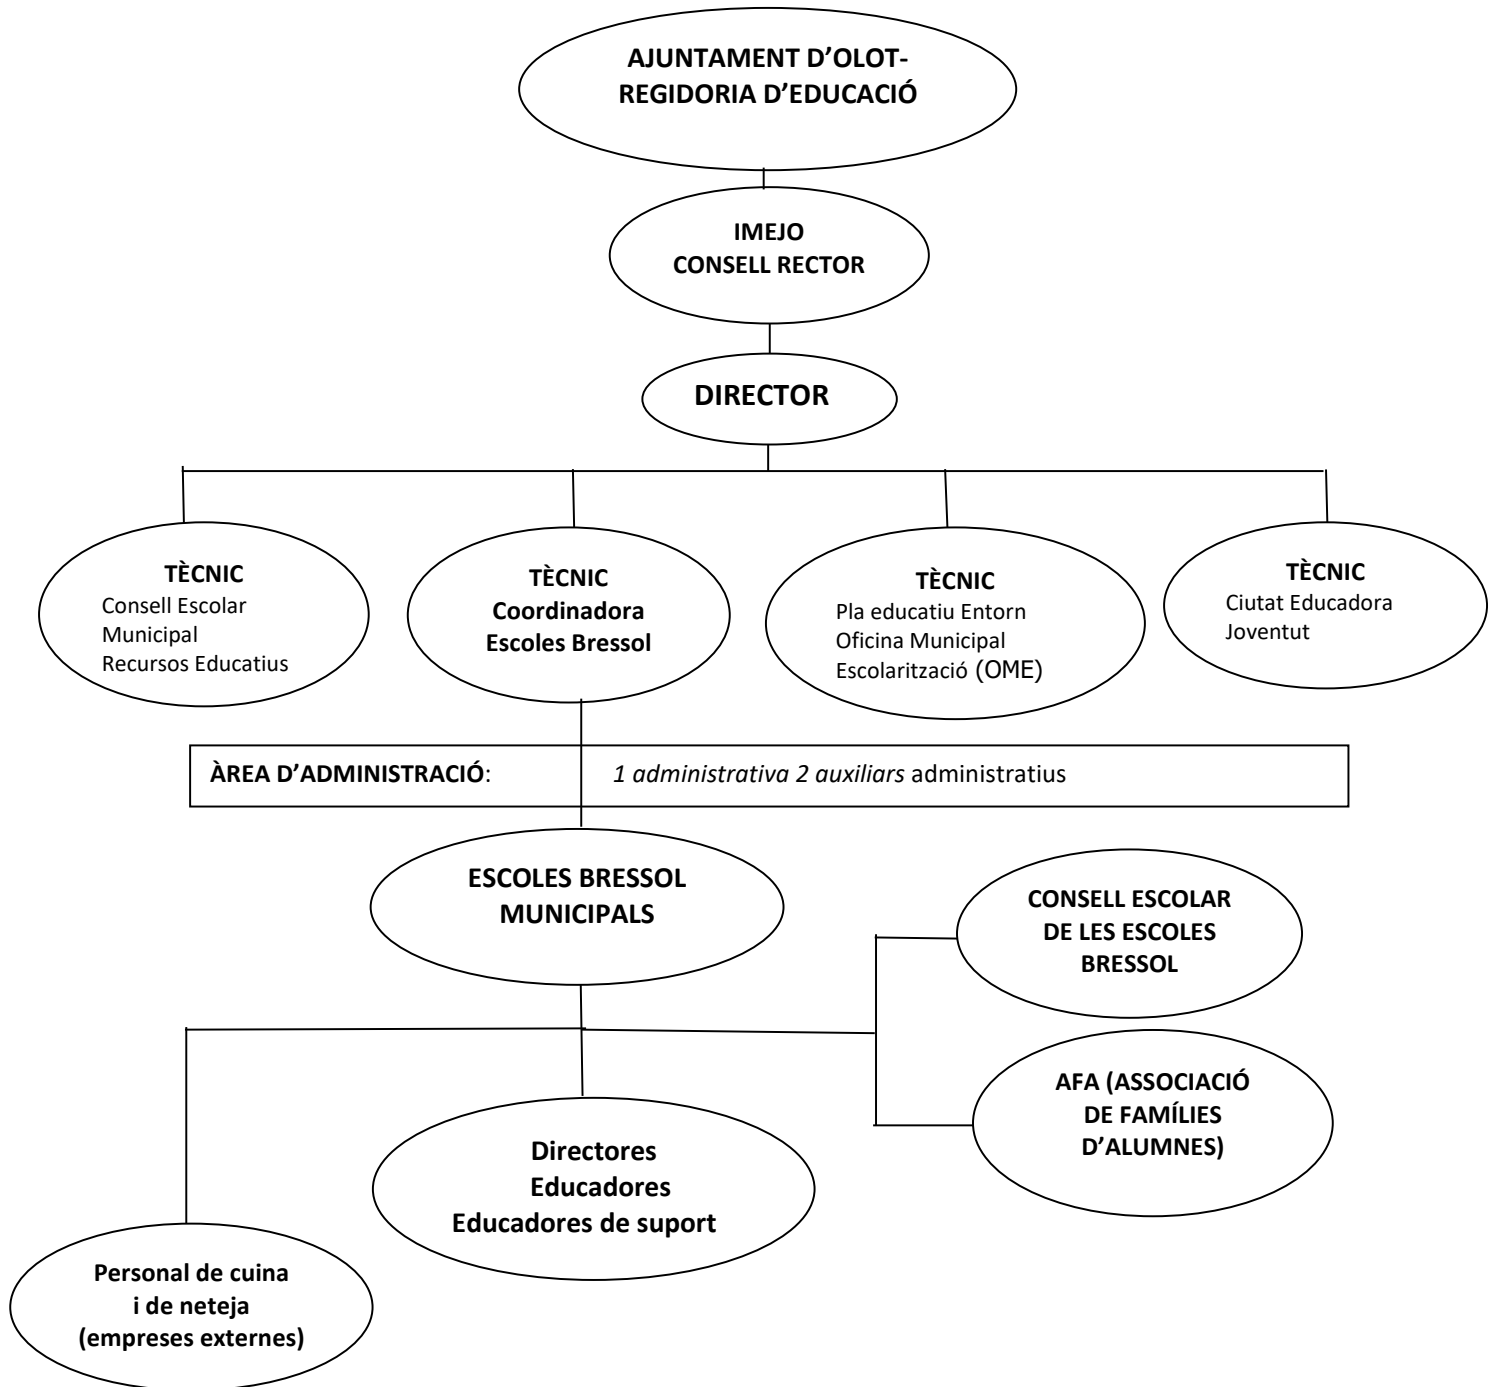 AJUNTAMENT D’OLOT-
REGIDORIA D’EDUCACIÓ
IMEJO
CONSELL RECTOR
DIRECTOR
TÈCNIC
Consell Escolar
Municipal
Recursos Educatius
TÈCNIC
Coordinadora
Escoles Bressol
TÈCNIC
Pla educatiu Entorn
Oficina Municipal
Escolarització (OME)
TÈCNIC
Ciutat Educadora
Joventut
ÀREA D’ADMINISTRACIÓ: 1 administrativa 2 auxiliars administratius
ESCOLES BRESSOL
MUNICIPALS
CONSELL ESCOLAR
DE LES ESCOLES
BRESSOL
AFA (ASSOCIACIÓ
DE FAMÍLIES
D’ALUMNES)
Directores
Educadores
Educadores de suport
Personal de cuina
i de neteja
(empreses externes)